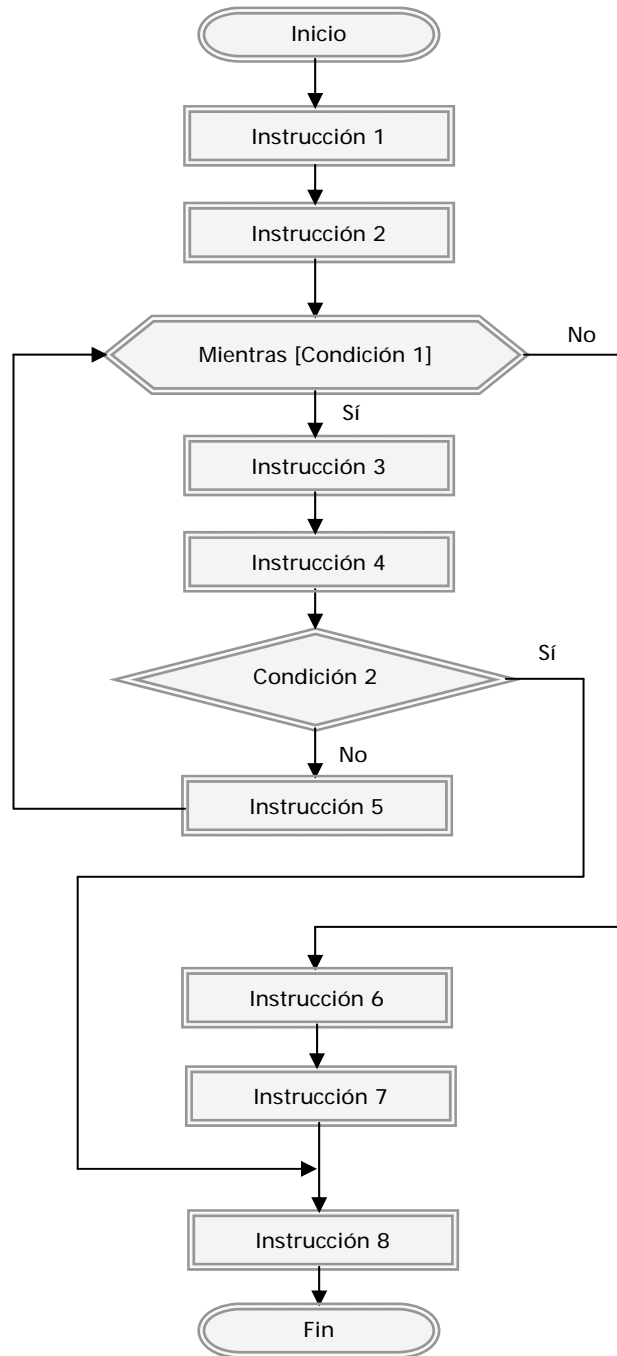 Inicio
Instrucción 1
Instrucción 2
Mientras [Condición 1]
No
Sí
Instrucción 3
Instrucción 4
Condición 2
Sí
No
Instrucción 5
Instrucción 6
Instrucción 7
Instrucción 8
Fin